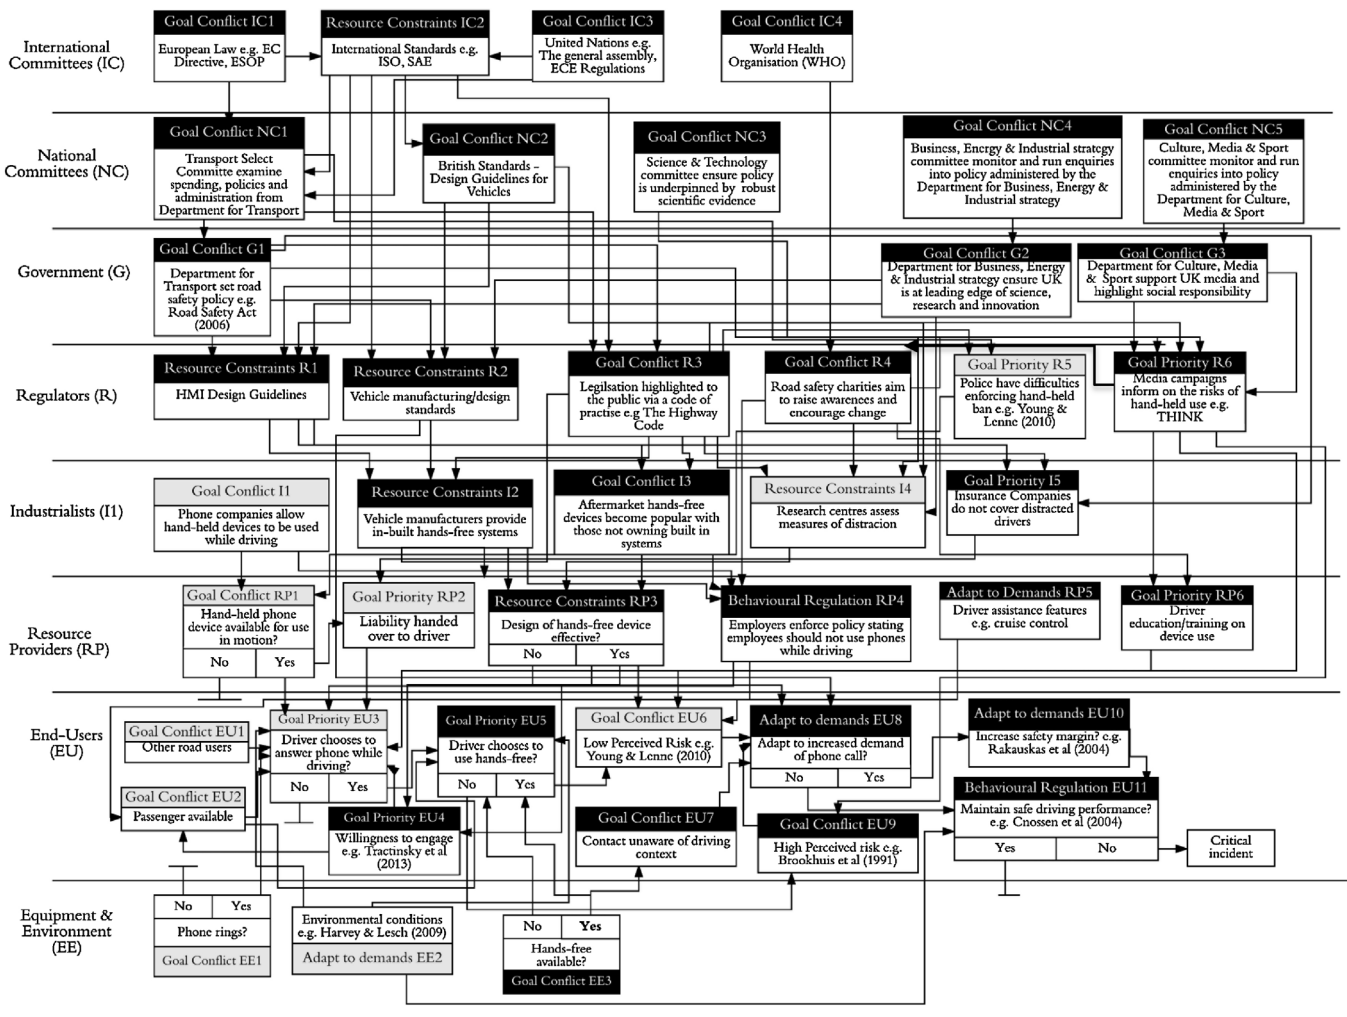 International
Committees (IC)
Goal Conflict IC1
European Law e.g. EC
Directive, ESOP
Resource Constraints IC2
International Standards e.g.
ISO, SAE
Goal Conflict IC3
United Nations e.g.
The general assembly,
ECE Regulations
Goal Conflict IC4
World Health
Organisation (WHO)
National
Committees (NC)
Goal Conflict NC1
Transport Select
Committe examine
spending, policies and
administration from
Department for Transport
Goal Conflict NC2
British Standards -
Design Guidelines for
Vehicles
Goal Conflict NC3
Science & Technology
committee ensure policy
is underpinned by robust
scientific evidence
Goal Conflict NC4
Business, Energy & Industrial strategy
committee monitor and run enquiries
into policy administered by the
Department for Business, Energy &
Industrial strategy
Goal Conflict NC5
Culture, Media & Sport
committee monitor and run
enquiries into policy
administered by the
Department for Culture,
Media & Sport
Government (G)
Goal Conflict G1
Department for
Transport set road
safety policy e.g.
Road Safety Act
(2006)
Goal Conflict G2
Department for Business, Energy
& Industrial strategy ensure UK
is at leading edge of science,
research and innovation
Goal Conflict G3
Department for Culture, Media
& Sport support UK media and
highlight social responsibility
Regulators (R)
Resource Constraints R1
HMI Design Guidelines
Resource Constraints R2
Vehicle manufacturing/design
standards
Goal Conflict R3
Legilsation highlighted to
the public via a code of
practise e.g The Highway
Code
Goal Conflict R4
Road safety charities aim
to raise awarenees and
encourage change
Goal Priority R5
Police have difficulties
enforcing hand-held
ban e.g. Young &
Lenne (2010)
Goal Priority R6
Media campaigns
inform on the risks of
hand-held use e.g.
THINK
Industrialists (I1)
Goal Conflict I1
Phone companies allow
hand-held devices to be used
while driving
Resource Constraints I2
Vehicle manufacturers provide
in-built hands-free systems
Goal Conflict I3
Aftermarket hands-free
devices become popular with
those not owning built in
systems
Resource Constraints I4
Research centres assess
measures of distracion
Goal Priority I5
Insurance Companies
do not cover distracted
drivers
Resource
Providers (RP)
Goal Conflict RP1
Hand-held phone
device available for use
in motion?
No
Yes
Goal Priority RP2
Liability handed
over to driver
Resource Constraints RP3
Design of hands-free device
effective?
No
Yes
Behavioural Regulation RP4
Employers enforce policy stating
employees should not use phones
while driving
Adapt to Demands RP5
Driver assistance features
e.g. cruise control
Goal Priority RP6
Driver
education/training on
device use
End-Users
(EU)
Goal Conflict EU1
Other road users
Goal Conflict EU2
Passenger available
Goal Priority EU3
Driver chooses to
answer phone while
driving?
No
Yes
Goal Priority EU4
Willingness to engage
e.g. Tractinsky et al
(2013)
Goal Priority EU5
Driver chooses to
use hands-free?
No
Yes
Goal Conflict EU6
Low Perceived Risk e.g.
Young & Lenne (2010)
Goal Conflict EU7
Contact unaware of driving
context
Adapt to demands EU8
Adapt to increased demand
of phone call?
No
Yes
Goal Conflict EU9
High Perceived risk e.g.
Brookhuis et al (1991)
Adapt to demands EU10
Increase safety margin? e.g.
Rakauskas et al (2004)
Behavioural Regulation EU11
Maintain safe driving performance?
e.g. Cnossen et al (2004)
Yes
No
Critical
incident
Equipment &
Environment
(EE)
No
Yes
Phone rings?
Goal Conflict EE1
Environmental conditions
e.g. Harvey & Lesch (2009)
Adapt to demands EE2
No
Yes
Hands-free
available?
Goal Conflict EE3